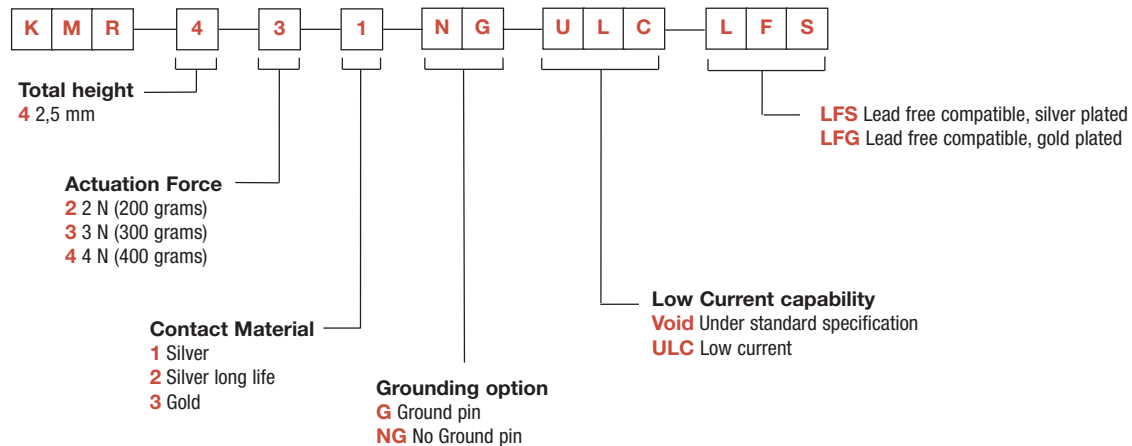 K M R 4 3 1 N G U L C L F S
Total height
4 2,5 mm
LFS Lead free compatible, silver plated
LFG Lead free compatible, gold plated
Actuation Force
2 2 N (200 grams)
3 3 N (300 grams)
4 4 N (400 grams)
Low Current capability
Void Under standard specification
ULC Low current
Contact Material
1 Silver
2 Silver long life
3 Gold
Grounding option
G Ground pin
NG No Ground pin